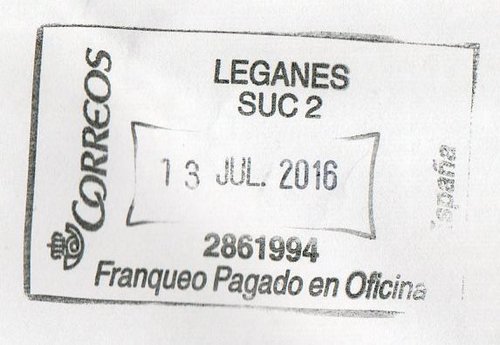 CORREOS
LEGANES
SUC 2
13 JUL. 2016
2861994
Franqueo Pagado en Oficina
España